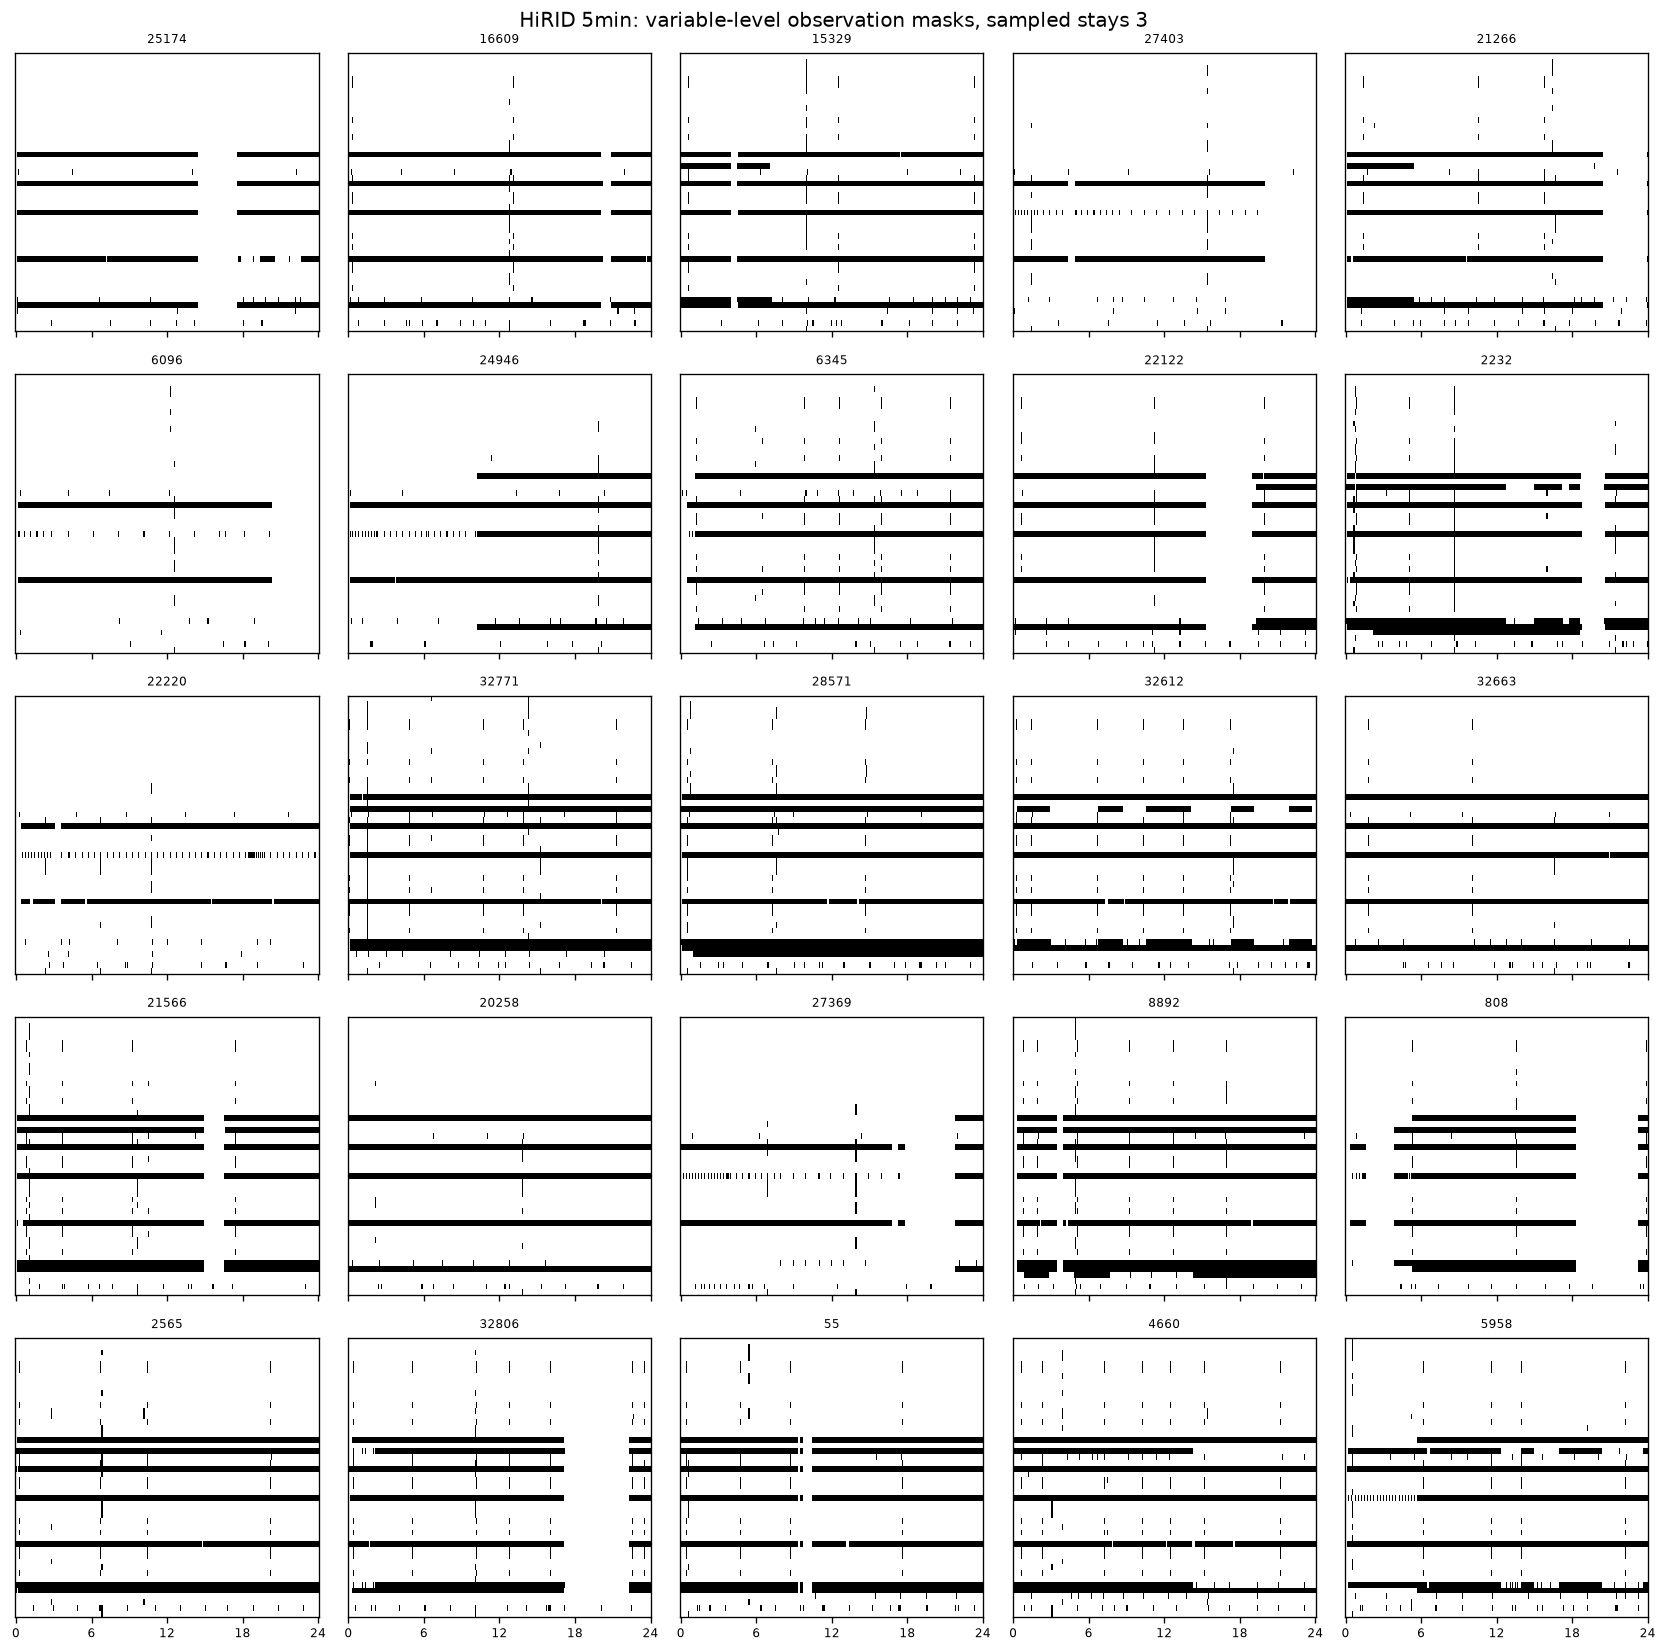 HiRID 5min: variable-level observation masks, sampled stays 3
25174 16609 15329 27403 21266
6096 24946 6345 22122 2232
22220 32771 28571 32612 32663
21566 20258 27369 8892 808
2565 32806 55 4660 5958
0 6 12 18 24 0 6 12 18 24 0 6 12 18 24 0 6 12 18 24 0 6 12 18 24